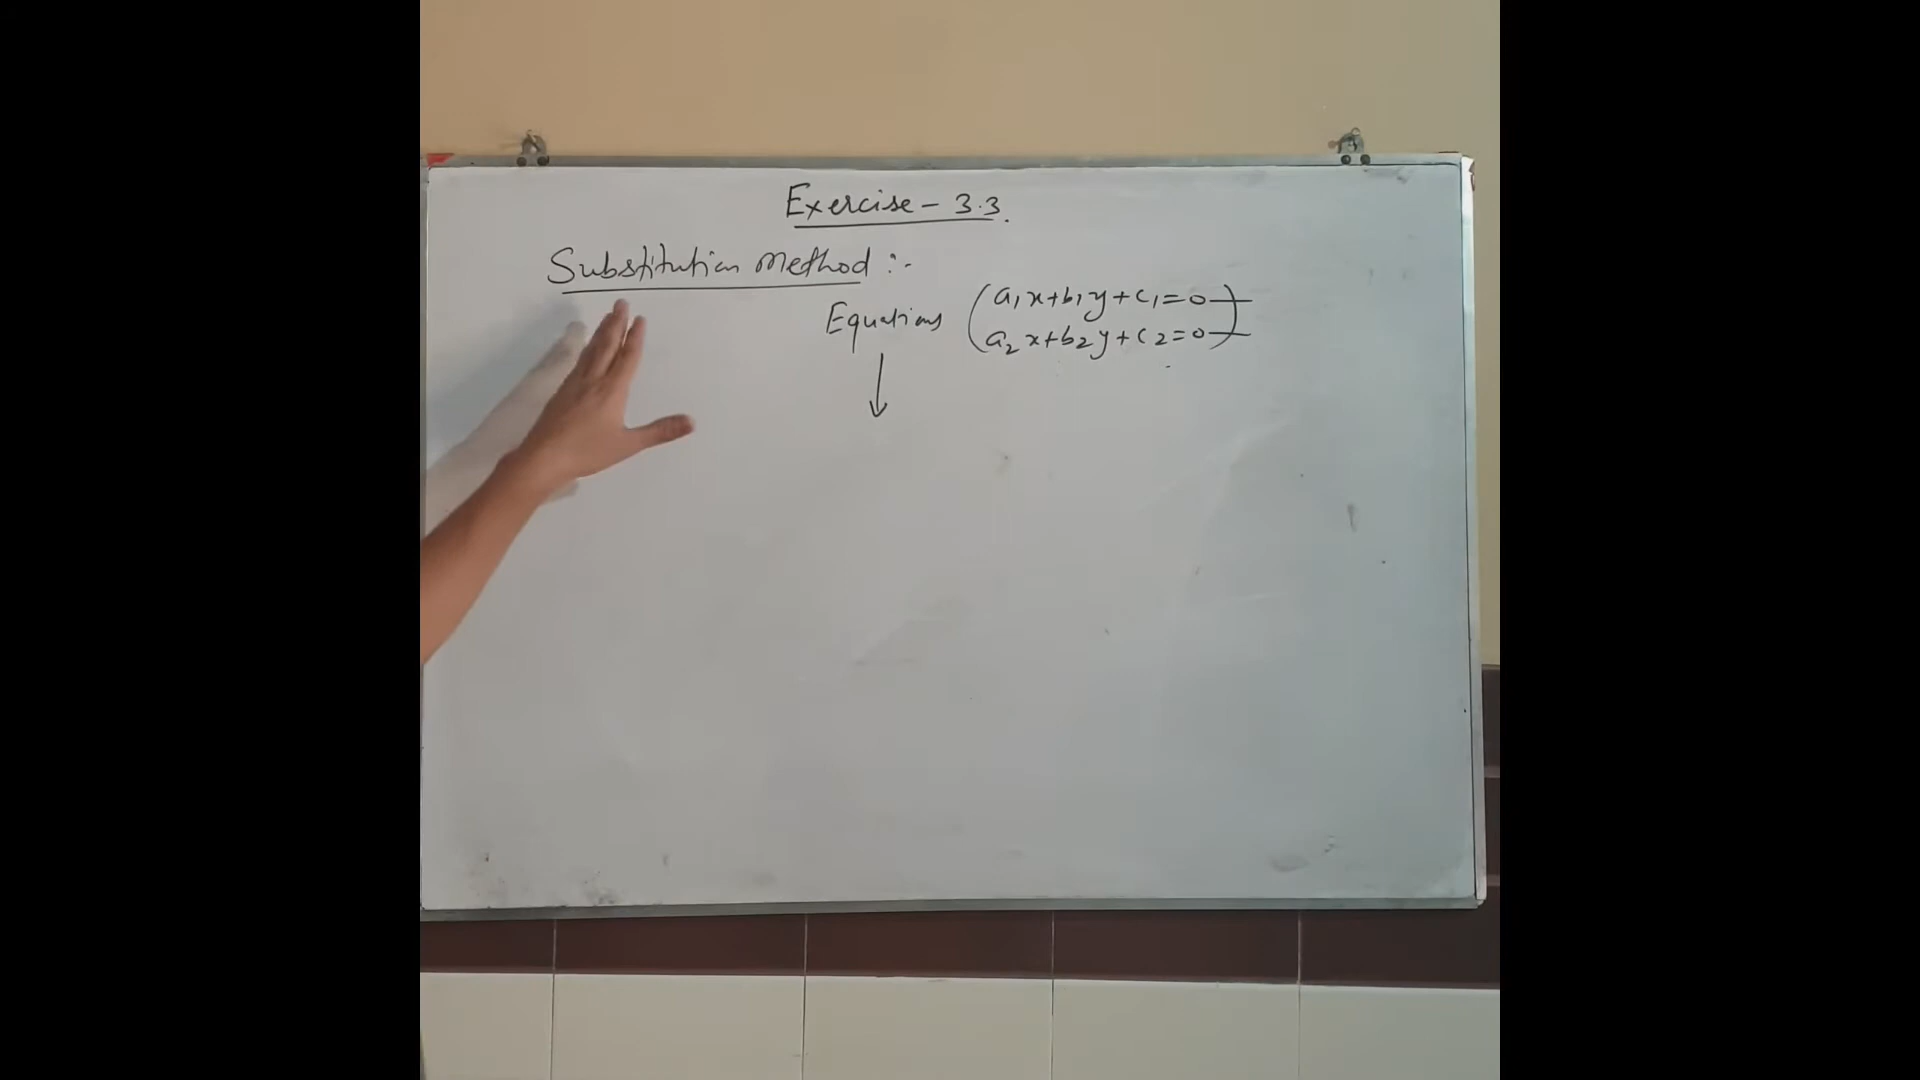 Exercise - 3.3.
Substitution Method :-
Equations (a₁x+b₁y+c₁=0
a₂x+b₂y+c₂=0)